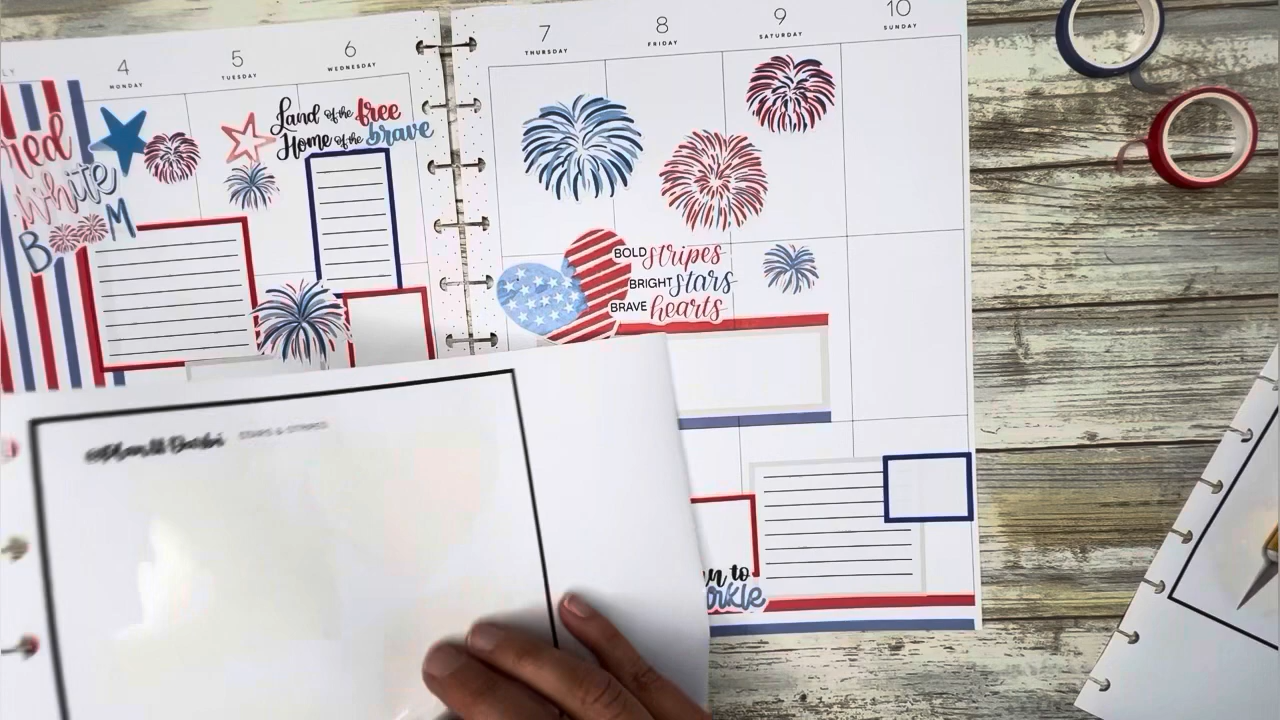 4
MONDAY
5
TUESDAY
6
WEDNESDAY
7
THURSDAY
8
FRIDAY
9
SATURDAY
10
SUNDAY
red
white
B M
Land of the free
Home of the brave
BOLD stripes
BRIGHT stars
BRAVE hearts
STARS & STRIPES
to